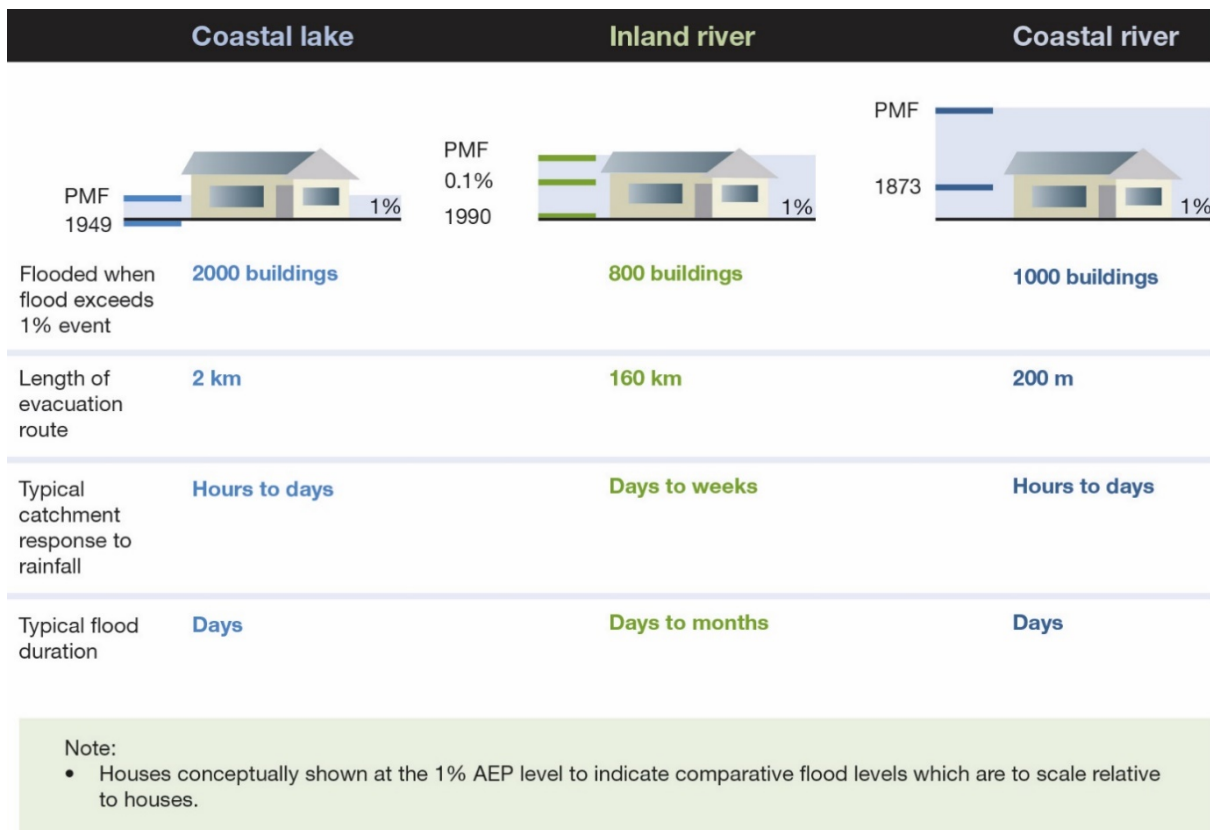 Coastal lake Inland river Coastal river
PMF
1949
1%
PMF
0.1%
1990
1%
PMF
1873
1%
Flooded when
flood exceeds
1% event
2000 buildings
800 buildings
1000 buildings
Length of
evacuation
route
2 km
160 km
200 m
Typical
catchment
response to
rainfall
Hours to days
Days to weeks
Hours to days
Typical flood
duration
Days
Days to months
Days
Note:
• Houses conceptually shown at the 1% AEP level to indicate comparative flood levels which are to scale relative
to houses.